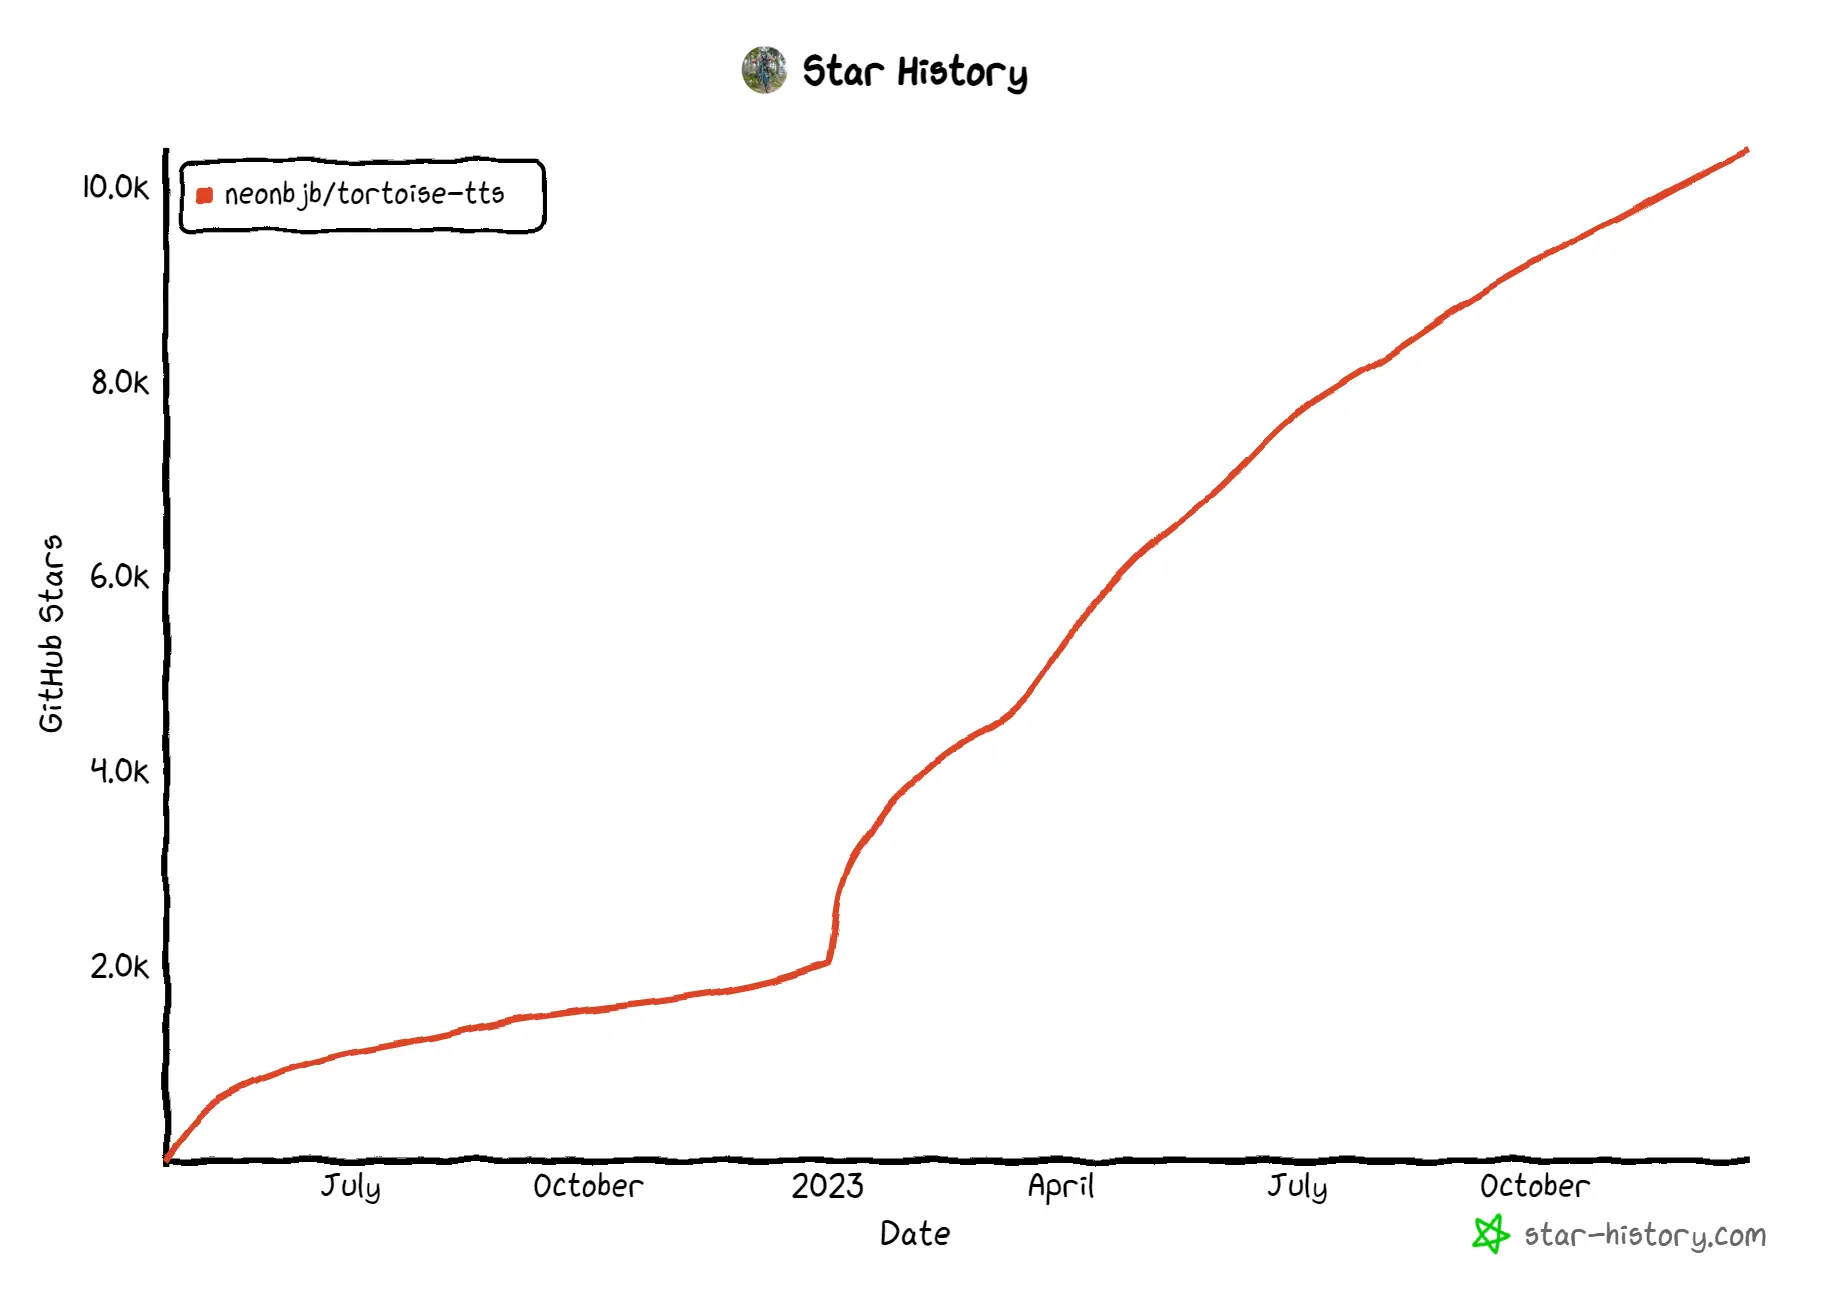 Star History
neonbjb/tortoise-tts
10.0k
8.0k
6.0k
4.0k
2.0k
GitHub Stars
July October 2023 April July October
Date
star-history.com